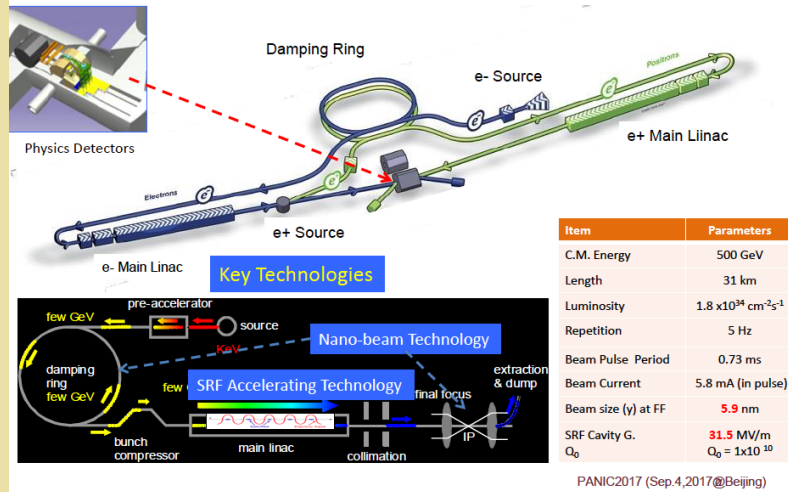 Damping Ring
e- Source
Positrons
e⁺
e⁻
e+ Main Liinac
Physics Detectors
Electrons
e⁻
e⁺
e+ Source
e- Main Linac
Key Technologies
pre-accelerator
few GeV
source
KeV
Nano-beam Technology
damping
ring
few GeV
few
SRF Accelerating Technology
extraction
& dump
final focus
IP
bunch
compressor
main linac
collimation
Item Parameters
C.M. Energy 500 GeV
Length 31 km
Luminosity 1.8 x10³⁴ cm⁻²s⁻¹
Repetition 5 Hz
Beam Pulse Period 0.73 ms
Beam Current 5.8 mA (in pulse)
Beam size (y) at FF 5.9 nm
SRF Cavity G. 31.5 MV/m
Q₀ Q₀ = 1x10 ¹⁰
PANIC2017 (Sep.4,2017@Beijing)